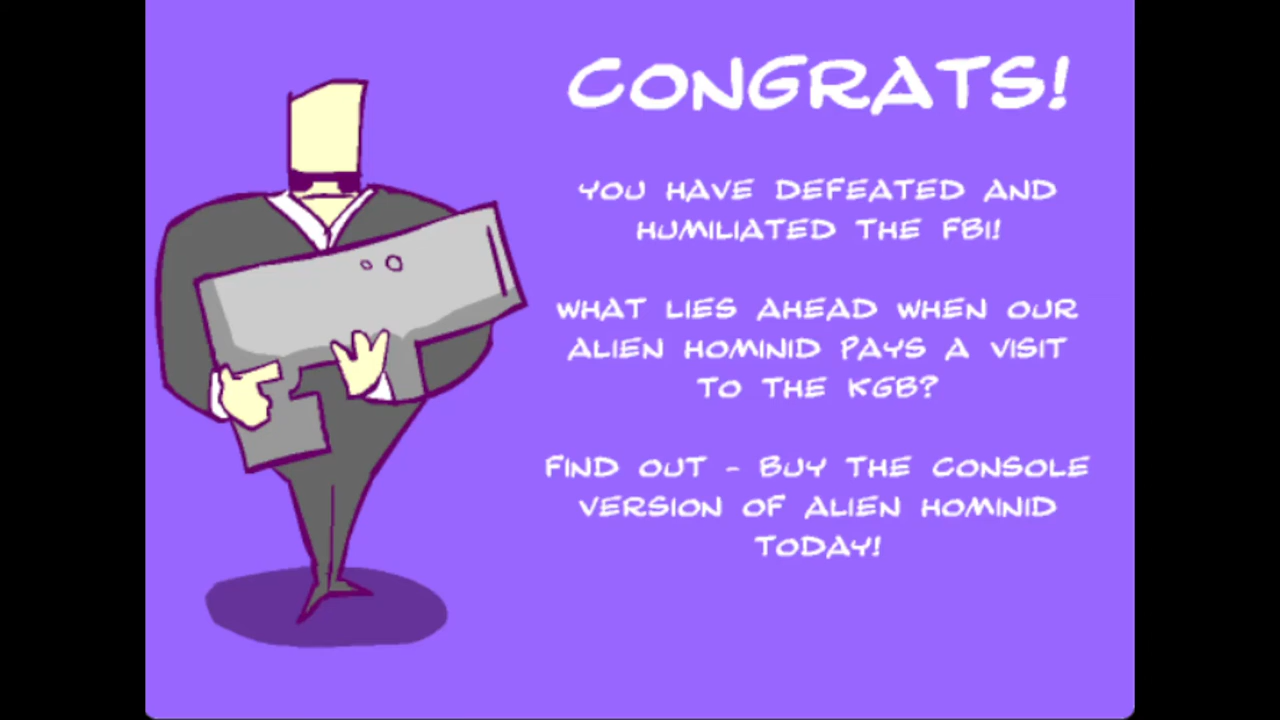 CONGRATS!
YOU HAVE DEFEATED AND
HUMILIATED THE FBI!
WHAT LIES AHEAD WHEN OUR
ALIEN HOMINID PAYS A VISIT
TO THE KGB?
FIND OUT - BUY THE CONSOLE
VERSION OF ALIEN HOMINID
TODAY!